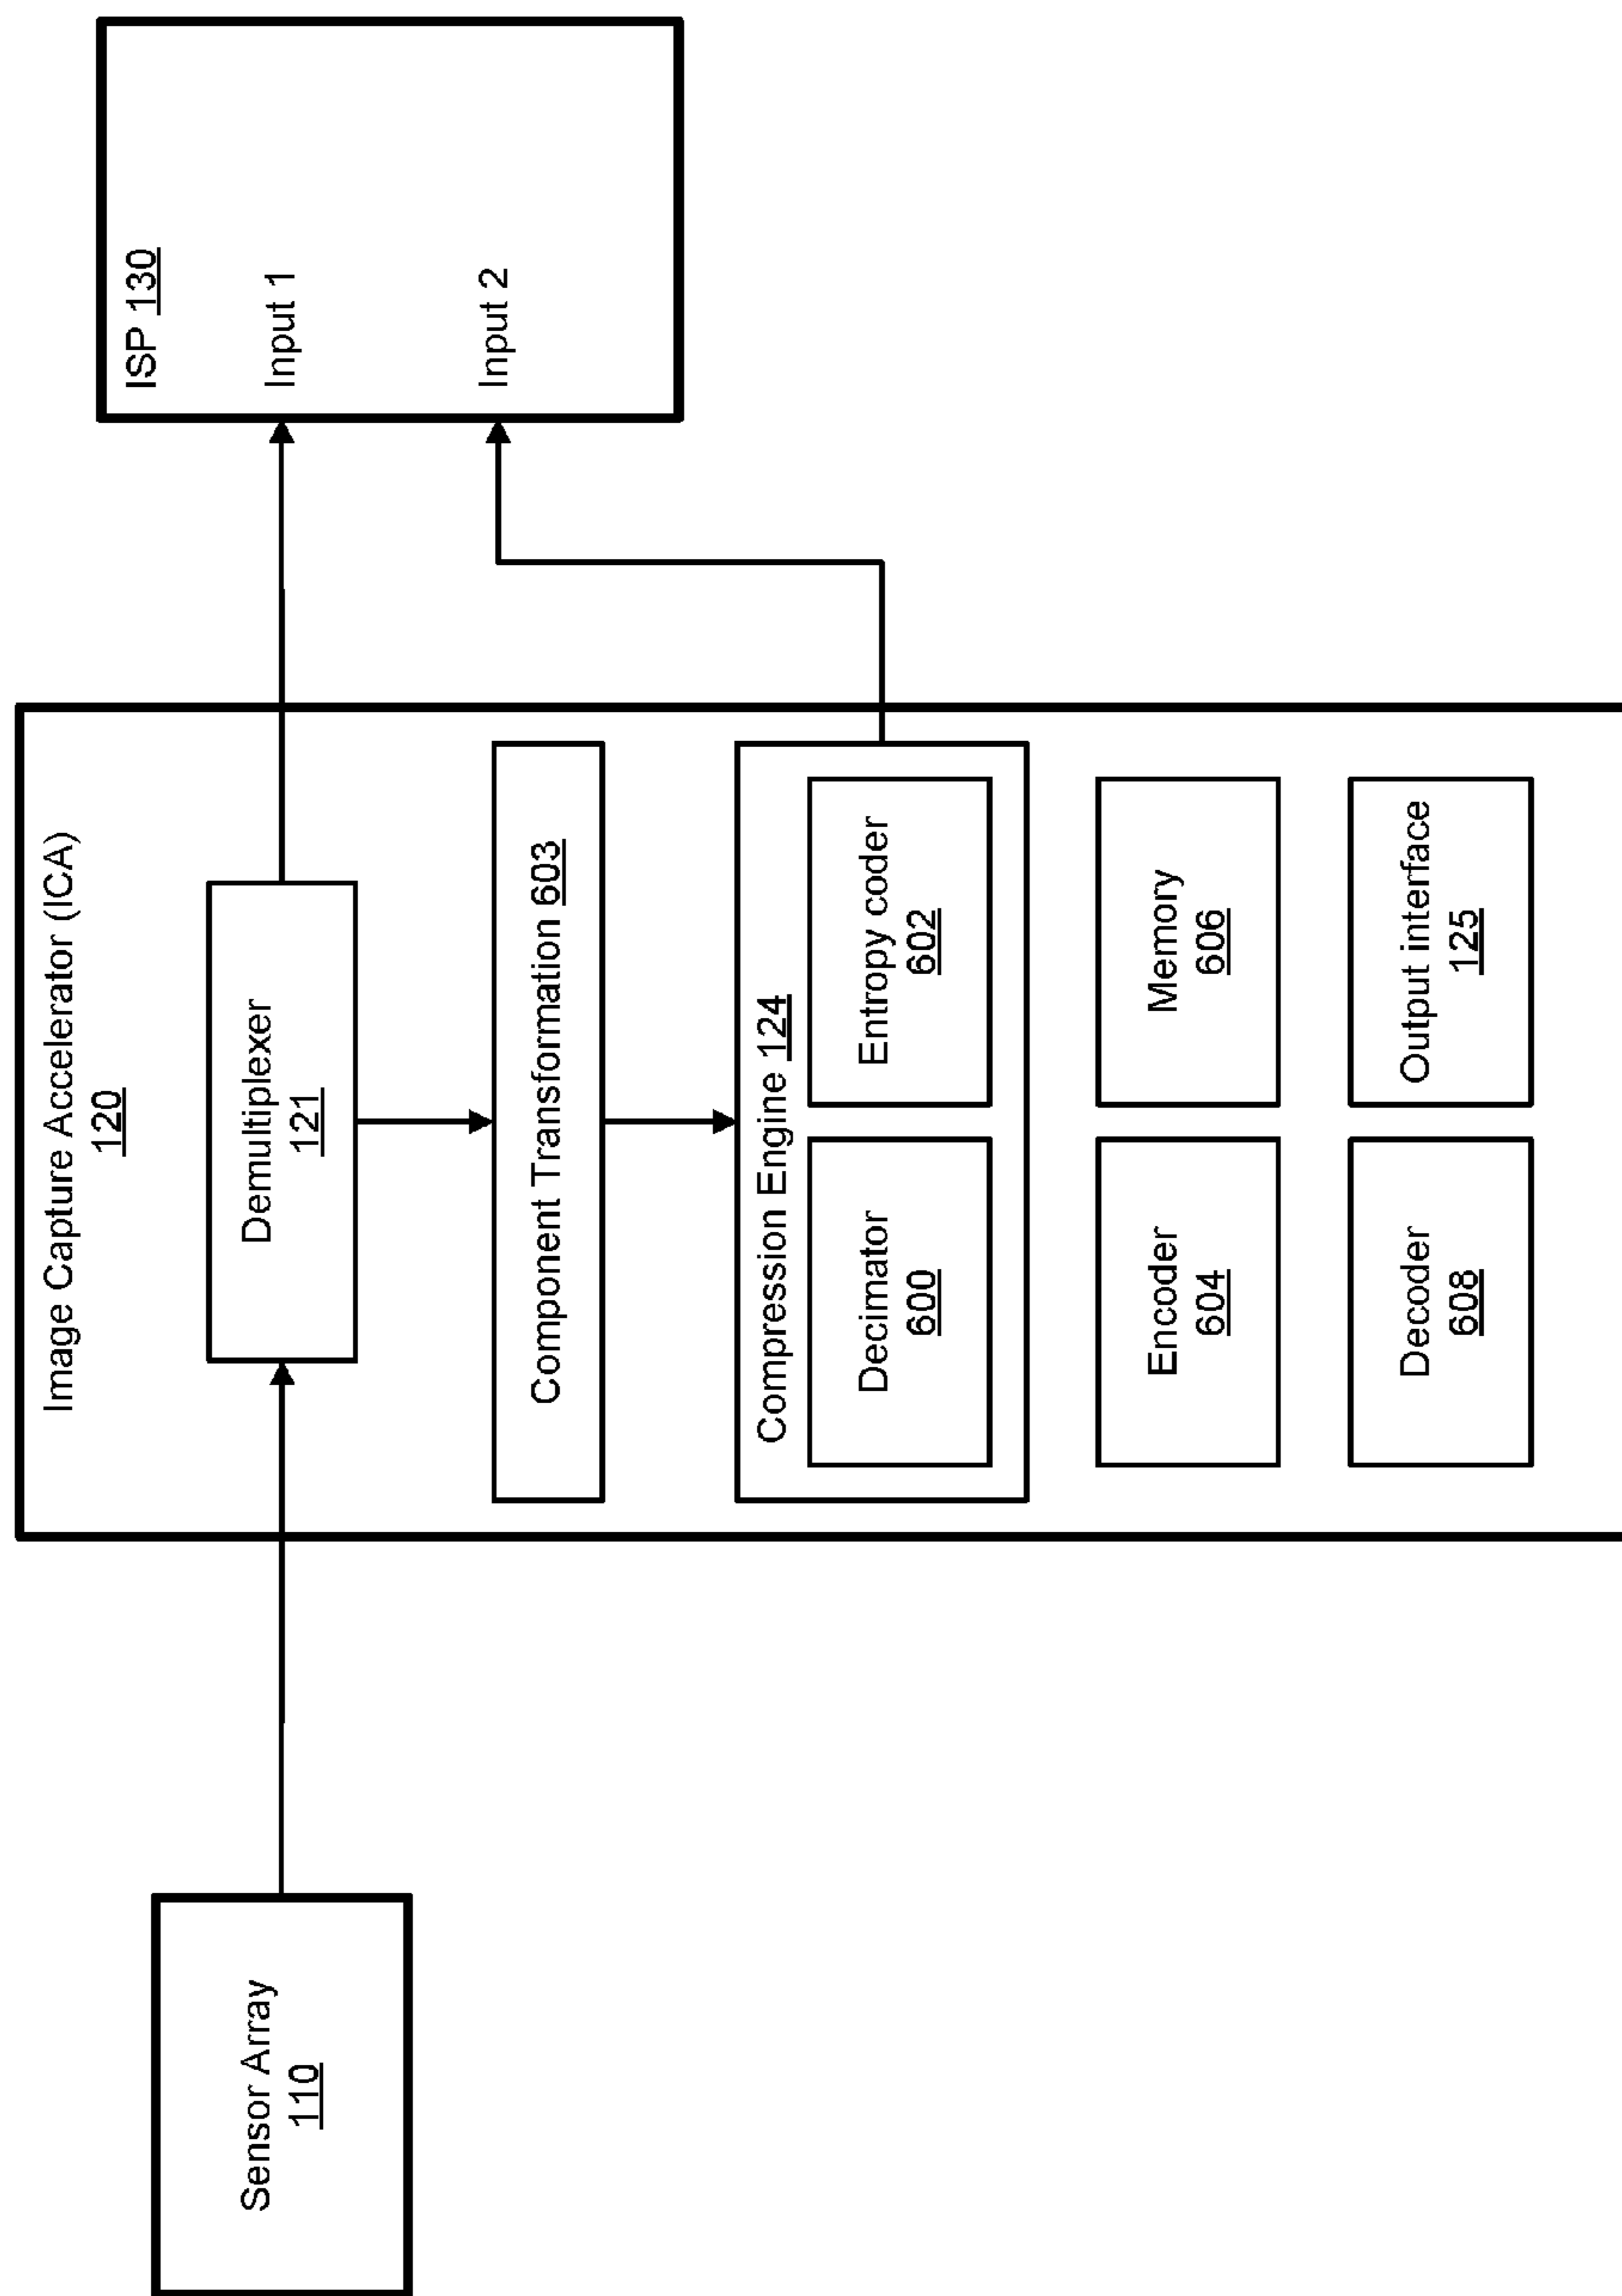 Sensor Array
110
Image Capture Accelerator (ICA)
120
Demultiplexer
121
Component Transformation 603
Compression Engine 124
Decimator
600
Entropy coder
602
Encoder
604
Memory
606
Decoder
608
Output interface
125
ISP 130
Input 1
Input 2